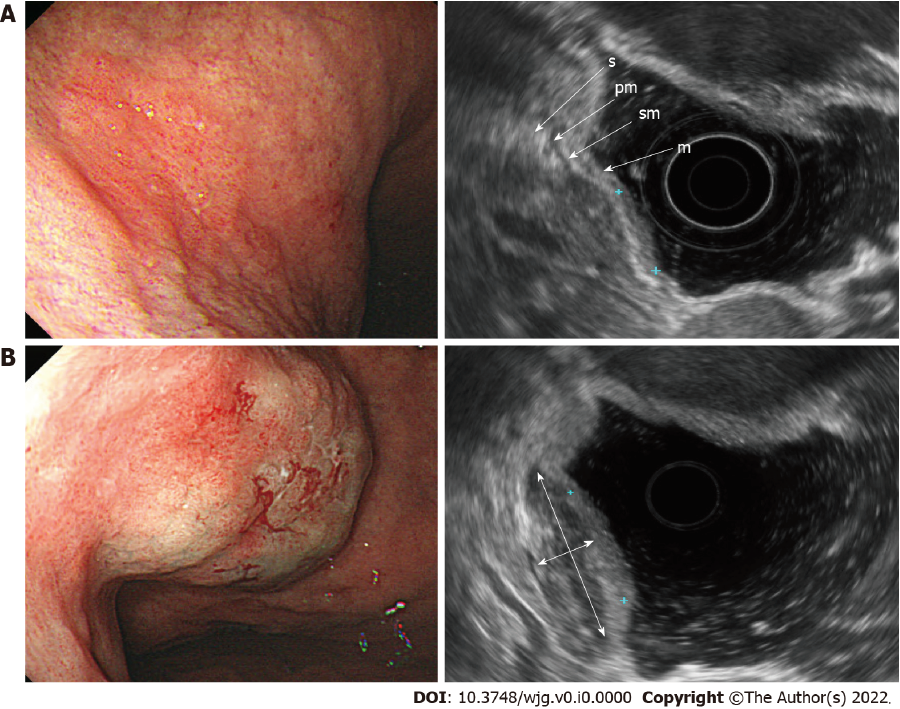 A
s
pm
sm
m
B
DOI: 10.3748/wjg.v0.i0.0000 Copyright ©The Author(s) 2022.